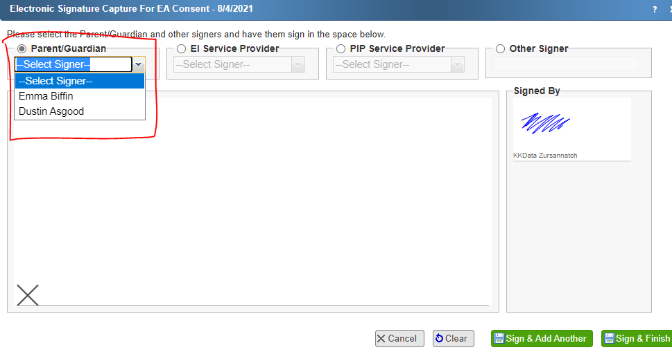 Electronic Signature Capture For EA Consent - 8/4/2021 ?
Please select the Parent/Guardian and other signers and have them sign in the space below.
Parent/Guardian EI Service Provider PIP Service Provider Other Signer
--Select Signer-- --Select Signer-- --Select Signer--
--Select Signer--
Emma Biffin
Dustin Asgood
Signed By
KKData Zursannatch
Cancel Clear Sign & Add Another Sign & Finish